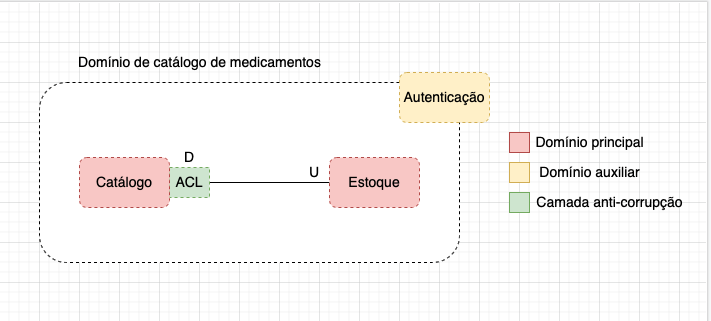 Domínio de catálogo de medicamentos
Autenticação
D
Catálogo
ACL
U
Estoque
Domínio principal
Domínio auxiliar
Camada anti-corrupção